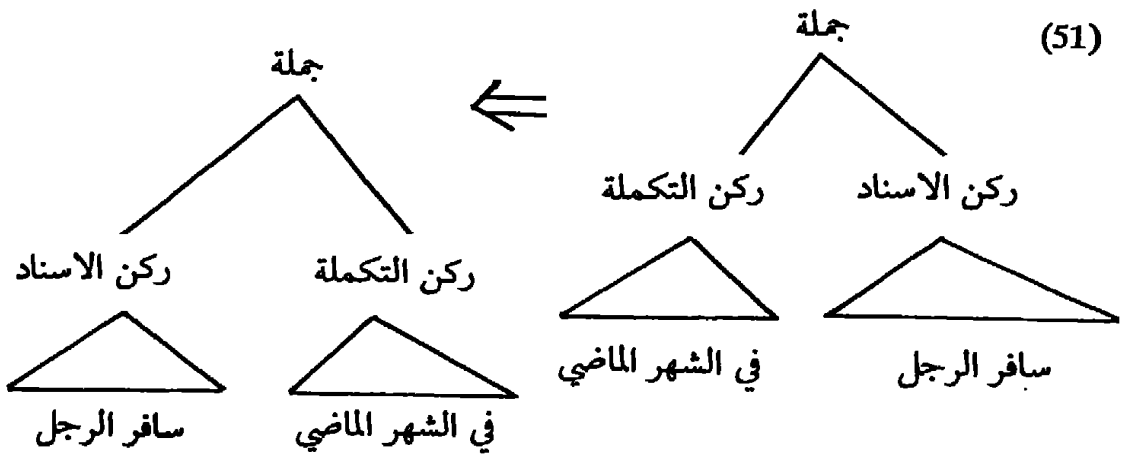 (51)
جملة
جملة
ركن الاسناد
ركن التكملة
ركن التكملة
ركن الاسناد
سافر الرجل
في الشهر الماضي
في الشهر الماضي
سافر الرجل